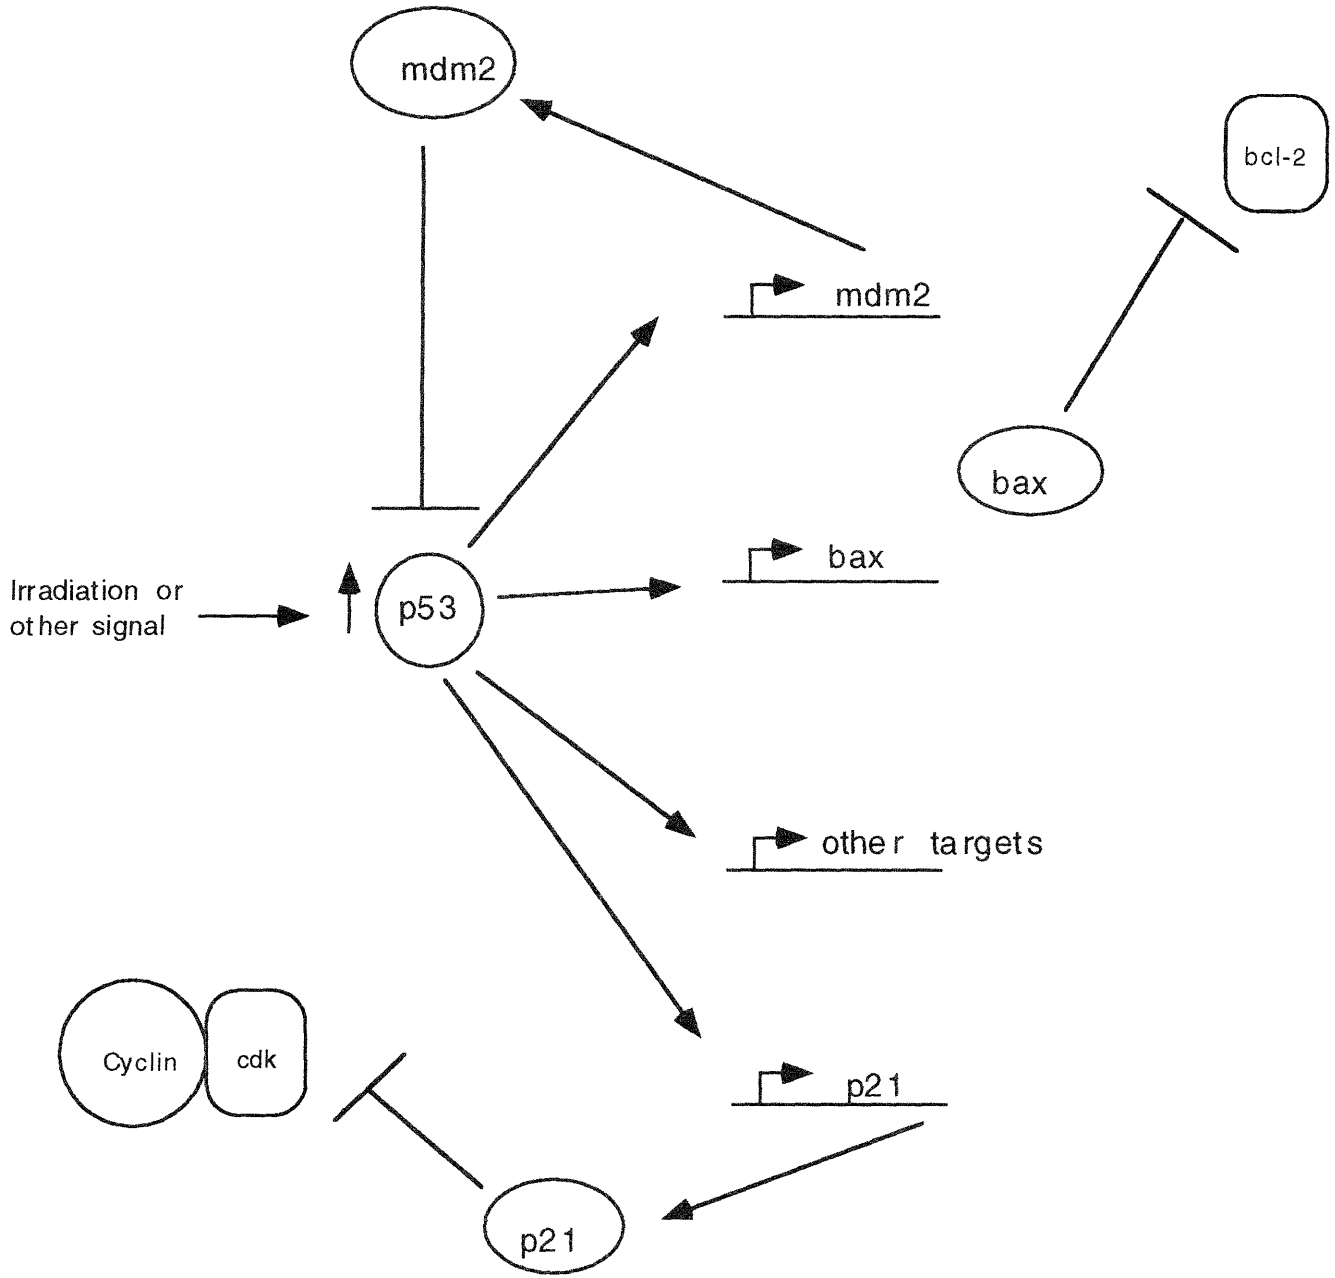 mdm2
bcl-2
mdm2
bax
bax
Irradiation or
other signal
p53
other targets
Cyclin
cdk
p21
p21